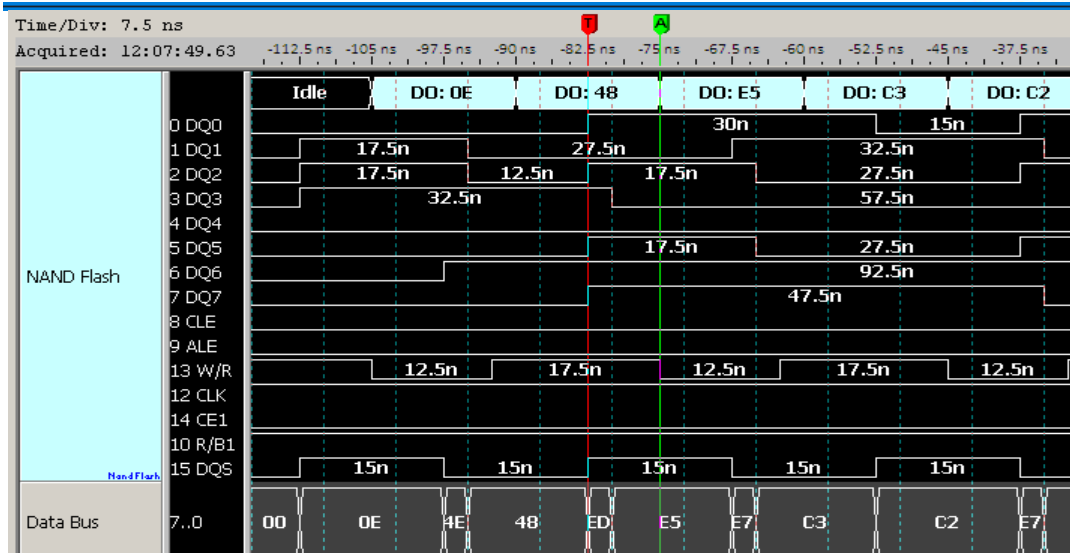 Time/Div: 7.5 ns
T A
Acquired: 12:07:49.63 -112.5 ns -105 ns -97.5 ns -90 ns -82.5 ns -75 ns -67.5 ns -60 ns -52.5 ns -45 ns -37.5 ns
Idle DO: 0E DO: 48 DO: E5 DO: C3 DO: C2
0 DQ0 30n 15n
1 DQ1 17.5n 27.5n 32.5n
2 DQ2 17.5n 12.5n 17.5n 27.5n
3 DQ3 32.5n 57.5n
4 DQ4
5 DQ5 17.5n 27.5n
NAND Flash 6 DQ6 92.5n
7 DQ7 47.5n
8 CLE
9 ALE
13 W/R 12.5n 17.5n 12.5n 17.5n 12.5n
12 CLK
14 CE1
10 R/B1
NandFlash 15 DQS 15n 15n 15n 15n 15n
Data Bus 7..0 00 0E 4E 48 ED E5 E7 C3 C2 E7